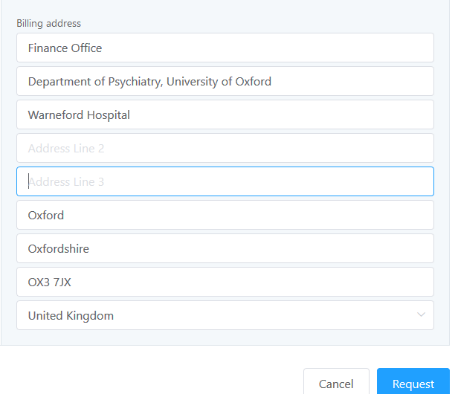 Billing address
Finance Office
Department of Psychiatry, University of Oxford
Warneford Hospital
Address Line 2
Address Line 3
Oxford
Oxfordshire
OX3 7JX
United Kingdom
Cancel Request